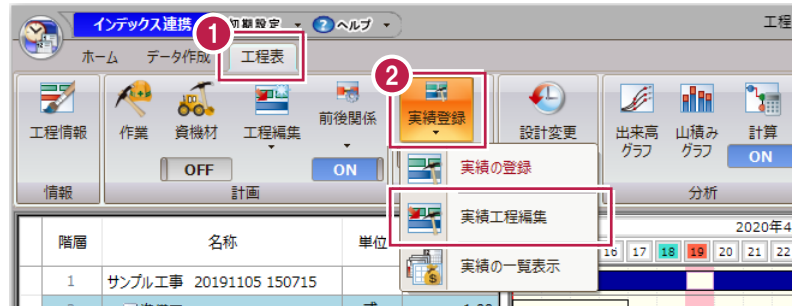 インデックス連携 初期設定 ヘルプ 工程
1
ホーム データ作成 工程表
2
工程情報 作業 資機材 工程編集 前後関係 実績登録 設計変更 出来高グラフ 山積みグラフ 計算
OFF ON ON
情報 計画 分析
実績の登録
実績工程編集
実績の一覧表示
階層 名称 単位 2020年4
16 17 18 19 20 21 22
1 サンプル工事 20191105 150715